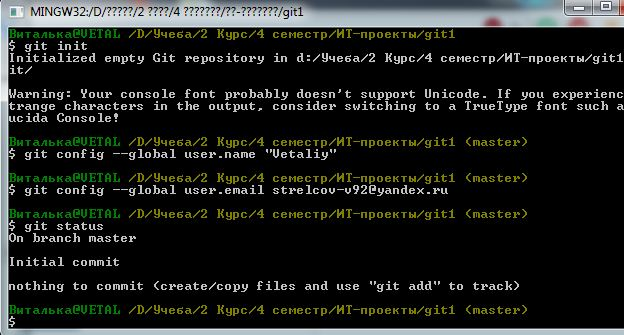 MINGW32:/D/?????/2 ????/4 ???????/??-???????/git1
Виталька@VETAL /D/Учеба/2 Курс/4 семестр/ИТ-проекты/git1
$ git init
Initialized empty Git repository in d:/Учеба/2 Курс/4 семестр/ИТ-проекты/git1
it/
Warning: Your console font probably doesn't support Unicode. If you experienc
trange characters in the output, consider switching to a TrueType font such a
ucida Console!
Виталька@VETAL /D/Учеба/2 Курс/4 семестр/ИТ-проекты/git1 (master)
$ git config --global user.name "Vetaliy"
Виталька@VETAL /D/Учеба/2 Курс/4 семестр/ИТ-проекты/git1 (master)
$ git config --global user.email strelcov-v92@yandex.ru
Виталька@VETAL /D/Учеба/2 Курс/4 семестр/ИТ-проекты/git1 (master)
$ git status
On branch master
Initial commit
nothing to commit (create/copy files and use "git add" to track)
Виталька@VETAL /D/Учеба/2 Курс/4 семестр/ИТ-проекты/git1 (master)
$